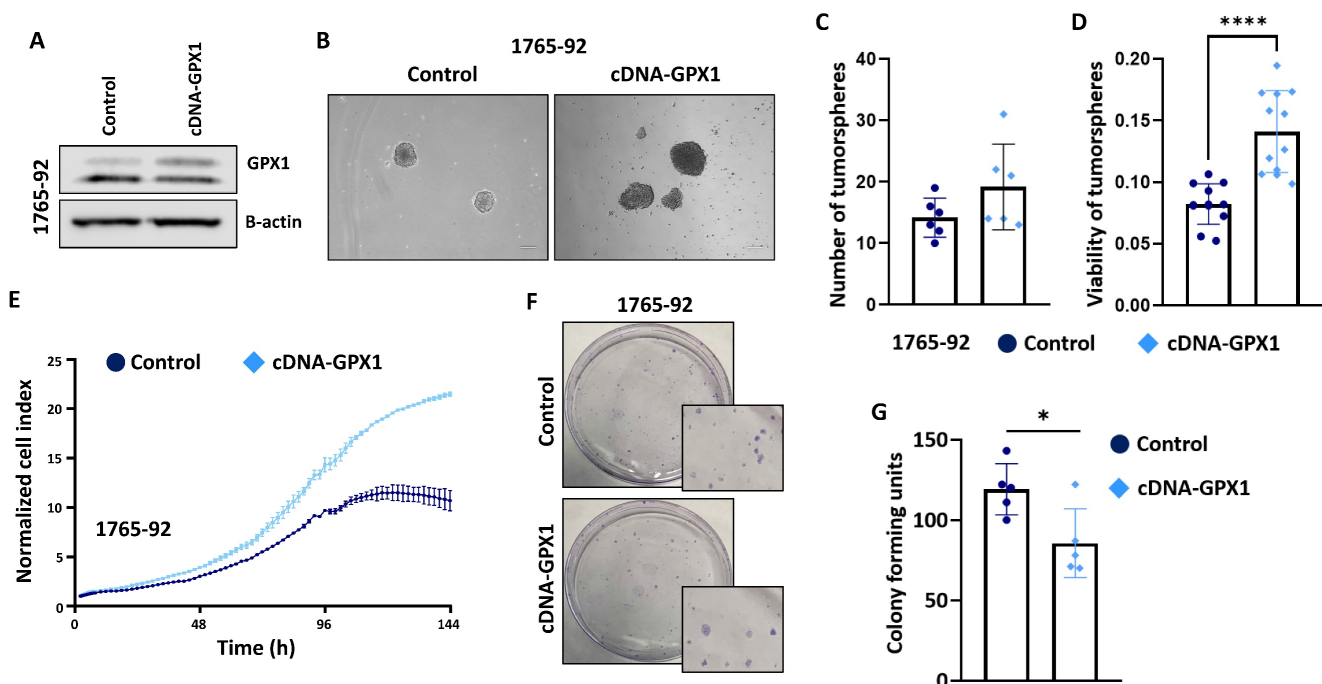 A
Control
cDNA-GPX1
1765-92
GPX1
B-actin
B
1765-92
Control
cDNA-GPX1
C
Number of tumorspheres
40
30
20
10
0
D
Viability of tumorspheres
****
0.20
0.15
0.10
0.05
0.00
1765-92
Control
cDNA-GPX1
E
Control
cDNA-GPX1
Normalized cell index
25
20
15
10
5
0
1765-92
0
48
96
144
Time (h)
F
1765-92
Control
cDNA-GPX1
G
Colony forming units
150
100
50
0
*
Control
cDNA-GPX1